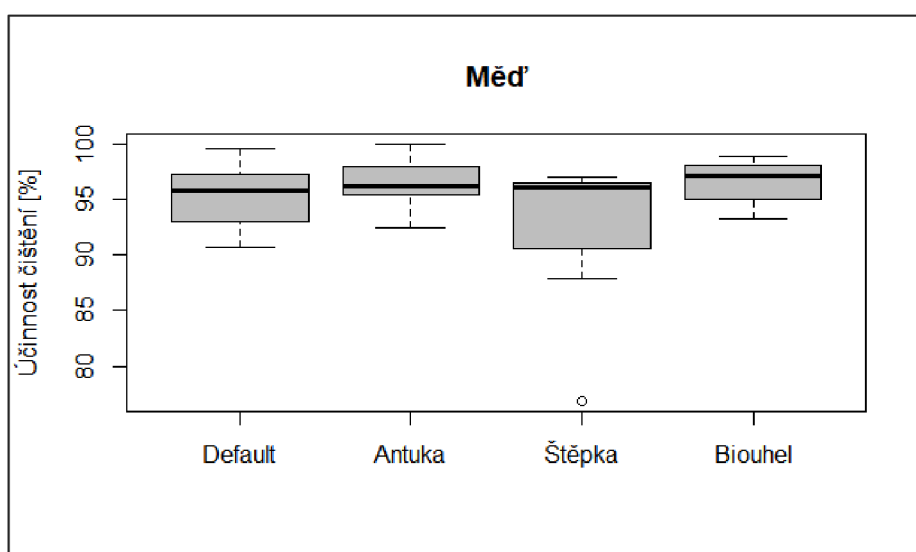 Měď
Účinnost čištění [%]
100
95
90
85
80
Default Antuka Štěpka Biouhel